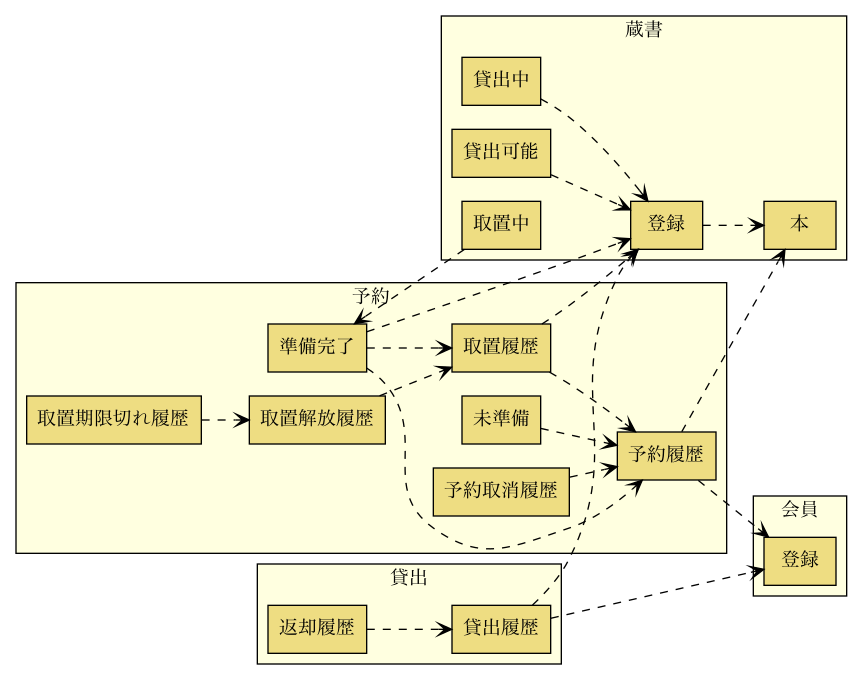 蔵書
貸出中
貸出可能
取置中
登録
本
予約
準備完了
取置履歴
取置期限切れ履歴
取置解放履歴
未準備
予約履歴
予約取消履歴
会員
登録
貸出
返却履歴
貸出履歴